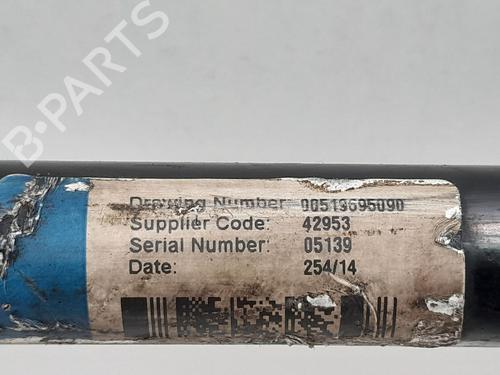 B-PARTS
Drawing Number 00519695090
Supplier Code: 42953
Serial Number: 05139
Date: 254/14